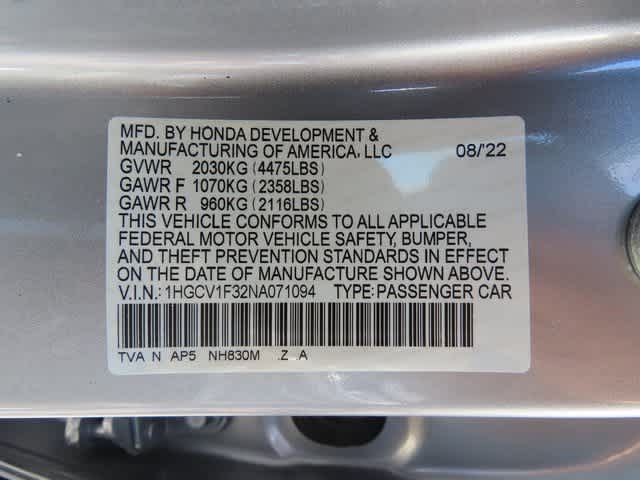 MFD. BY HONDA DEVELOPMENT &
MANUFACTURING OF AMERICA, LLC 08/'22
GVWR 2030KG (4475LBS)
GAWR F 1070KG (2358LBS)
GAWR R 960KG (2116LBS)
THIS VEHICLE CONFORMS TO ALL APPLICABLE
FEDERAL MOTOR VEHICLE SAFETY, BUMPER,
AND THEFT PREVENTION STANDARDS IN EFFECT
ON THE DATE OF MANUFACTURE SHOWN ABOVE.
V.I.N.: 1HGCV1F32NA071094 TYPE: PASSENGER CAR
TVA N AP5 NH830M .Z A